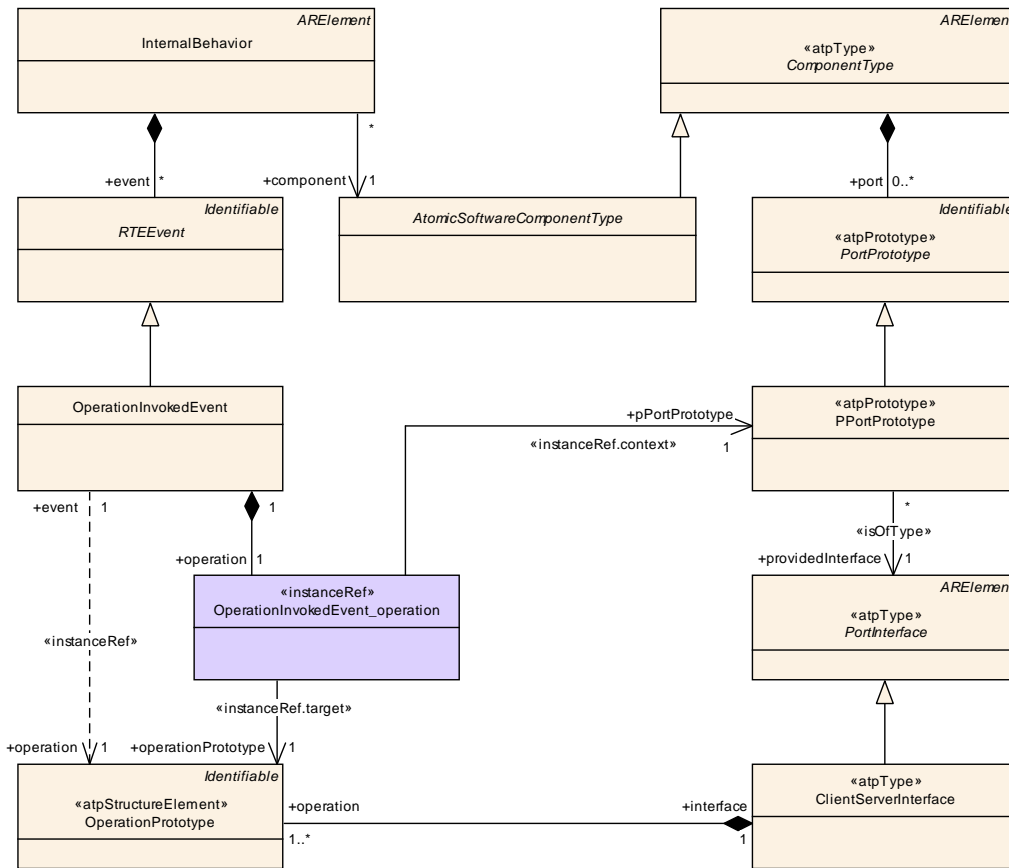 ARElement
InternalBehavior
ARElement
«atpType»
ComponentType
+event
*
*
+component
1
+port
0..*
Identifiable
RTEEvent
AtomicSoftwareComponentType
Identifiable
«atpPrototype»
PortPrototype
OperationInvokedEvent
+pPortPrototype
«instanceRef.context»
1
«atpPrototype»
PPortPrototype
+event
1
1
*
«isOfType»
+operation
1
+providedInterface
1
«instanceRef»
OperationInvokedEvent_operation
ARElement
«atpType»
PortInterface
«instanceRef»
«instanceRef.target»
+operation
1
+operationPrototype
1
Identifiable
«atpStructureElement»
OperationPrototype
+operation
1..*
+interface
1
«atpType»
ClientServerInterface